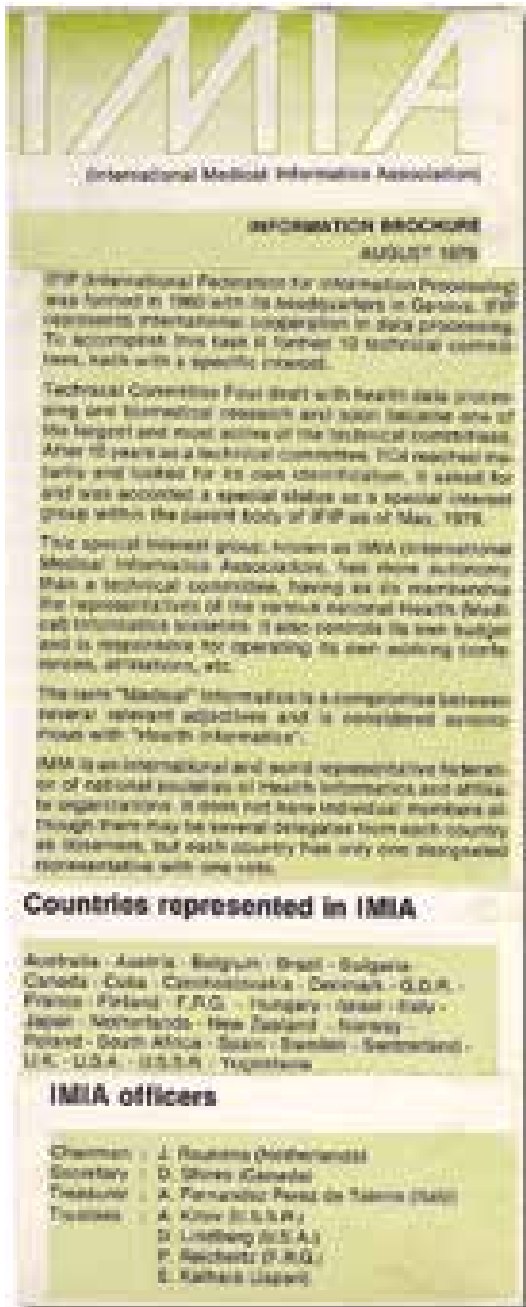 IMIA
(International Medical Informatics Association)
INFORMATION BROCHURE
AUGUST 1979
IFIP (International Federation for Information Processing)
was formed in 1960 with its headquarters in Geneva. IFIP
represents international cooperation in data processing.
To accomplish this task is formed 10 technical commit-
tees, each with a specific interest.
Technical Committee Four dealt with health data proces-
sing and biomedical research and soon became one of
the largest and most active of the technical committees.
After 10 years as a technical committee, TC4 reached ma-
turity and looked for its own identification. It asked for
and was accorded a special status as a special interest
group within the parent body of IFIP as of May, 1979.
This special interest group, known as IMIA (International
Medical Informatics Association), has more autonomy
than a technical committee, having as its membership
the representatives of the various national Health (Medi-
cal) Informatics societies. It also controls its own budget
and is responsible for operating its own working confe-
rences, affiliations, etc.
The term "Medical" Informatics is a compromise between
several relevant adjectives and is considered synony-
mous with "Health Informatics".
IMIA is an international and world representative federati-
on of national societies of Health Informatics and affilia-
te organizations. It does not have individual members al-
though there may be several delegates from each country
as observers, but each country has only one designated
representative with one vote.
Countries represented in IMIA
Australia - Austria - Belgium - Brazil - Bulgaria
Canada - Cuba - Czechoslovakia - Denmark - G.D.R. -
France - Finland - F.R.G. - Hungary - Israel - Italy -
Japan - Netherlands - New Zealand - Norway -
Poland - South Africa - Spain - Sweden - Switzerland -
U.K. - U.S.A. - U.S.S.R. - Yugoslavia
IMIA officers
Chairman : J. Roukens (Netherlands)
Secretary : D. Shires (Canada)
Treasurer : A. Fernandez Perez de Talens (Italy)
Trustees : A. Kitov (U.S.S.R.)
D. Lindberg (U.S.A.)
P. Reichertz (F.R.G.)
S. Kaihara (Japan)